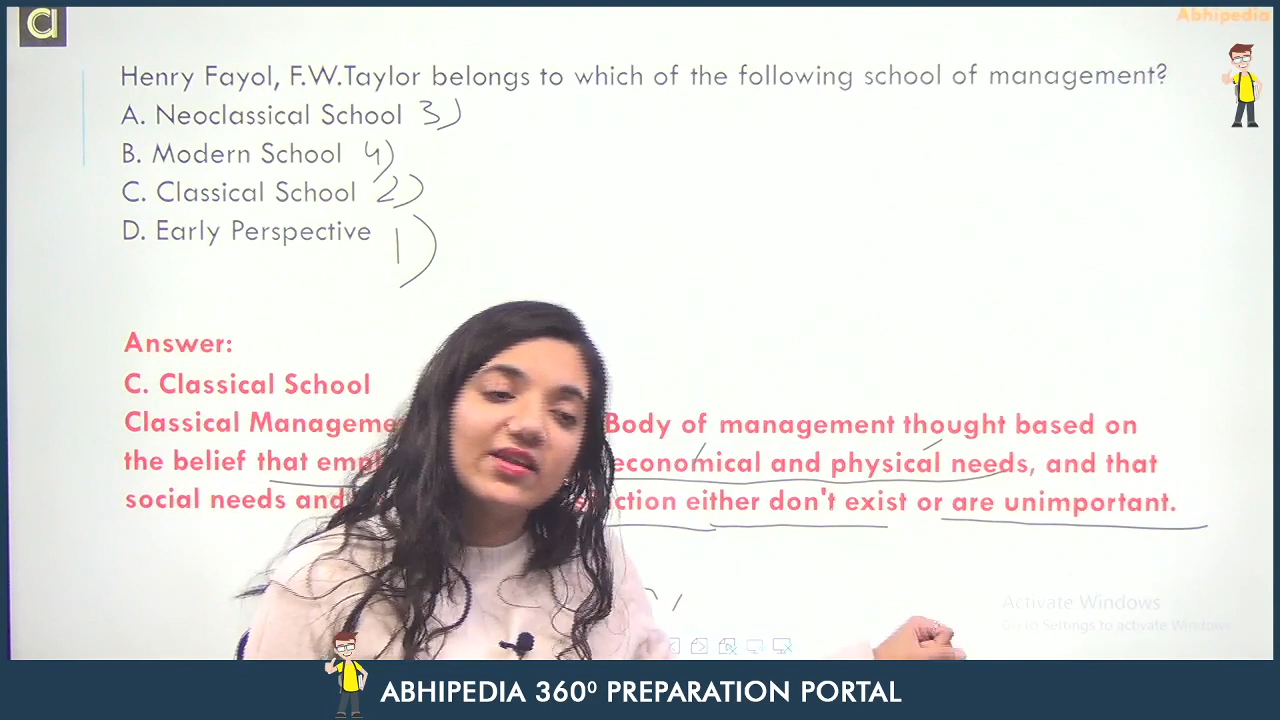 a
Abhipedia
Henry Fayol, F.W.Taylor belongs to which of the following school of management?
A. Neoclassical School 3)
B. Modern School 4)
C. Classical School 2)
D. Early Perspective 1)
Answer:
C. Classical School
Classical Body of management thought based on
the belief that economical and physical needs, and that
social needs and either don't exist or are unimportant.
Activate Windows
Go to Settings to activate Windows.
ABHIPEDIA 360⁰ PREPARATION PORTAL